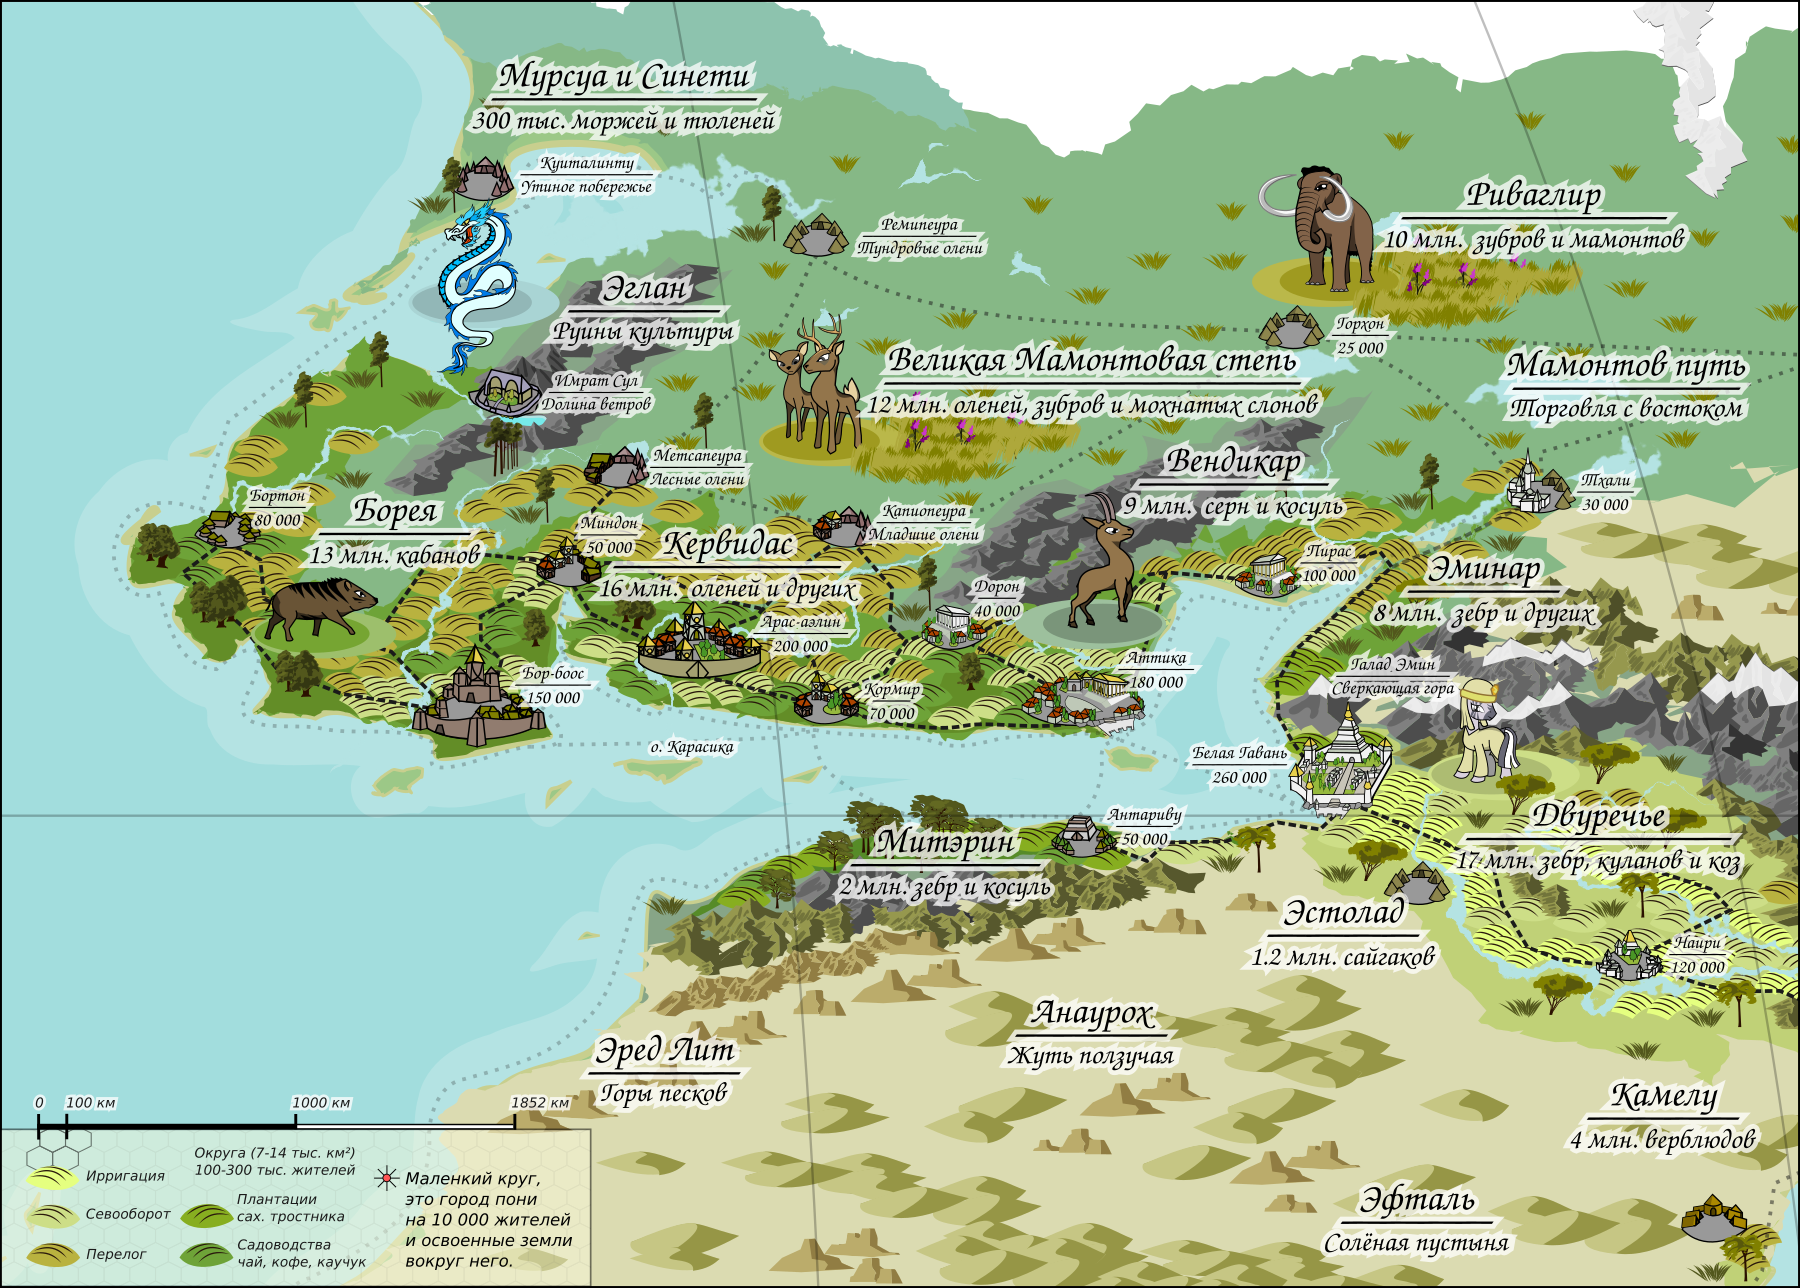 Мурсуа и Синети
300 тыс. моржей и тюленей
Куиталинту
Утиное побережье
Ремипеура
Тундровые олени
Риваглир
10 млн. зубров и мамонтов
Эглан
Руины культуры
Горхон
25 000
Великая Мамонтовая степь
12 млн. оленей, зубров и мохнатых слонов
Мамонтов путь
Торговля с востоком
Имрат Сул
Долина ветров
Метсапеура
Лесные олени
Вендикар
9 млн. серн и косуль
Тхали
30 000
Бортон
80 000
Борея
13 млн. кабанов
Миндон
50 000
Кервидас
16 млн. оленей и других
Капиопеура
Младшие олени
Пирас
100 000
Эминар
8 млн. зебр и других
Дорон
40 000
Арас-аэлин
200 000
Аттика
180 000
Галад Эмин
Сверкающая гора
Бор-боос
150 000
Кормир
70 000
о. Карасика
Белая Гавань
260 000
Антариву
50 000
Митэрин
2 млн. зебр и косуль
Двуречье
17 млн. зебр, куланов и коз
Эстолад
1.2 млн. сайгаков
Наири
120 000
Анаурох
Жуть ползучая
Эред Лит
Горы песков
Камелу
4 млн. верблюдов
Эфталь
Солёная пустыня
0 100 км 1000 км 1852 км
Округа (7-14 тыс. км²)
100-300 тыс. жителей
Ирригация
Севооборот
Перелог
Плантации
сах. тростника
Садоводства
чай, кофе, каучук
Маленкий круг,
это город пони
на 10 000 жителей
и освоенные земли
вокруг него.